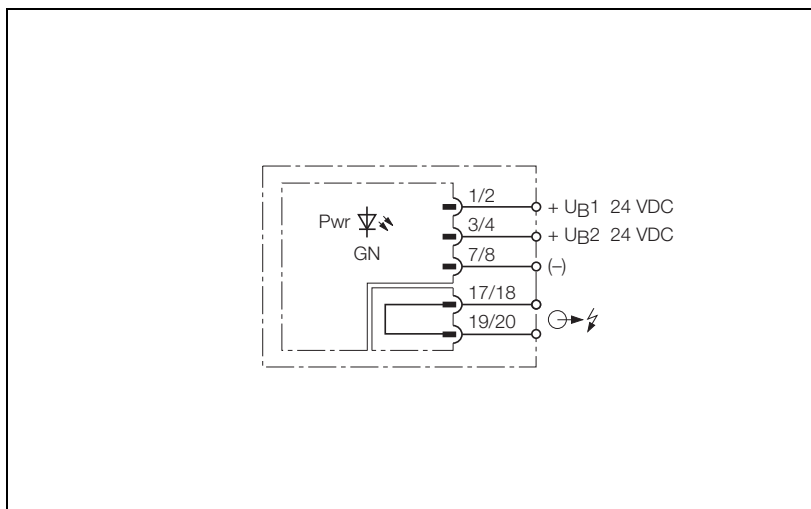 1/2
+ UB1 24 VDC
Pwr
3/4
+ UB2 24 VDC
GN
7/8
(–)
17/18
19/20